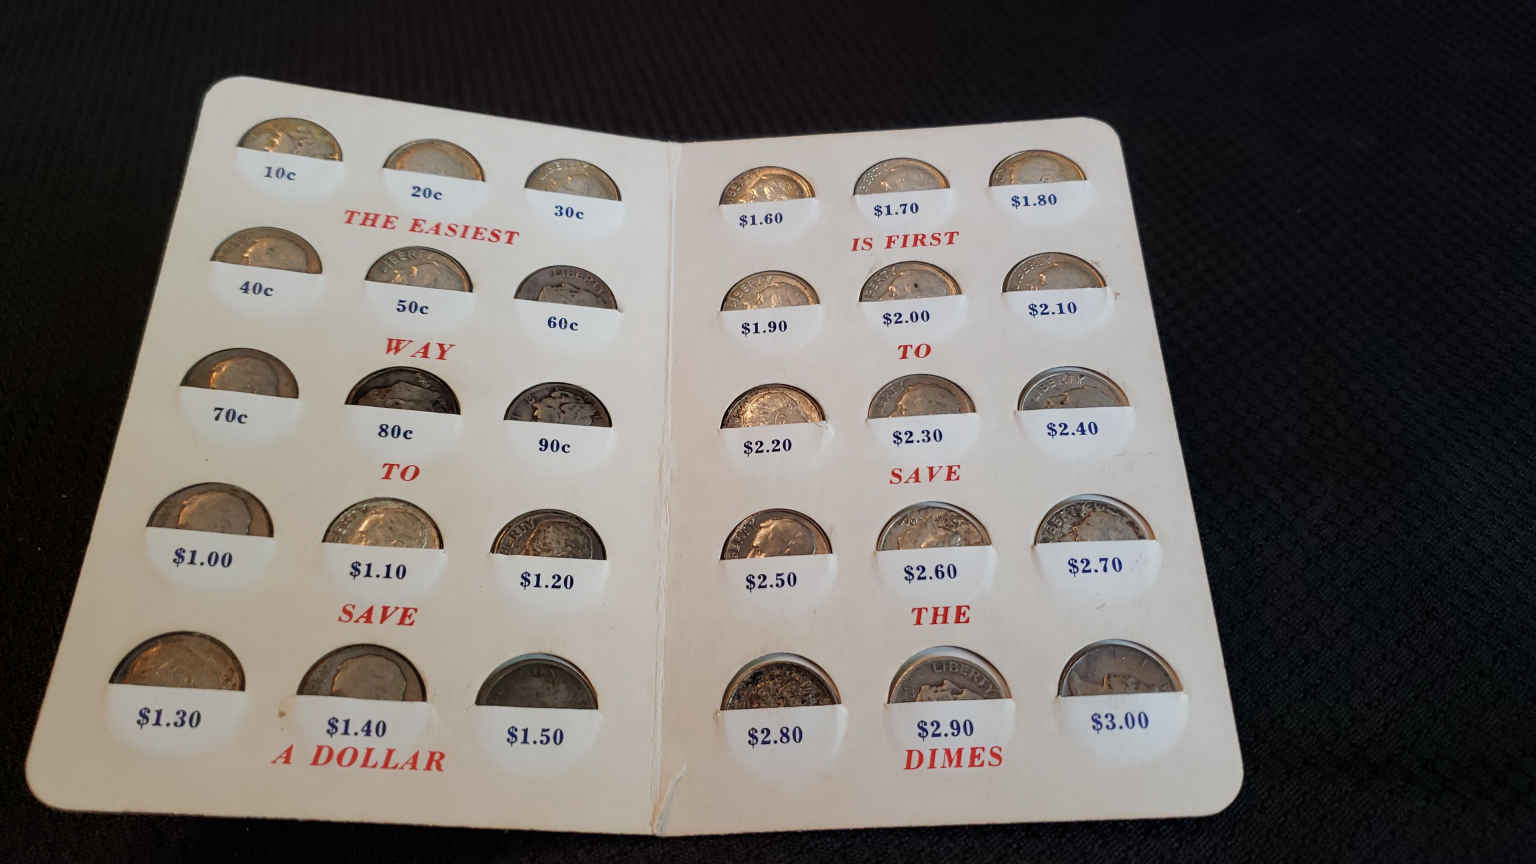 10c 20c 30c
THE EASIEST
40c 50c 60c
WAY
70c 80c 90c
TO
$1.00 $1.10 $1.20
SAVE
$1.30 $1.40 $1.50
A DOLLAR
$1.60 $1.70 $1.80
IS FIRST
$1.90 $2.00 $2.10
TO
$2.20 $2.30 $2.40
SAVE
$2.50 $2.60 $2.70
THE
$2.80 $2.90 $3.00
DIMES
LIBERTY